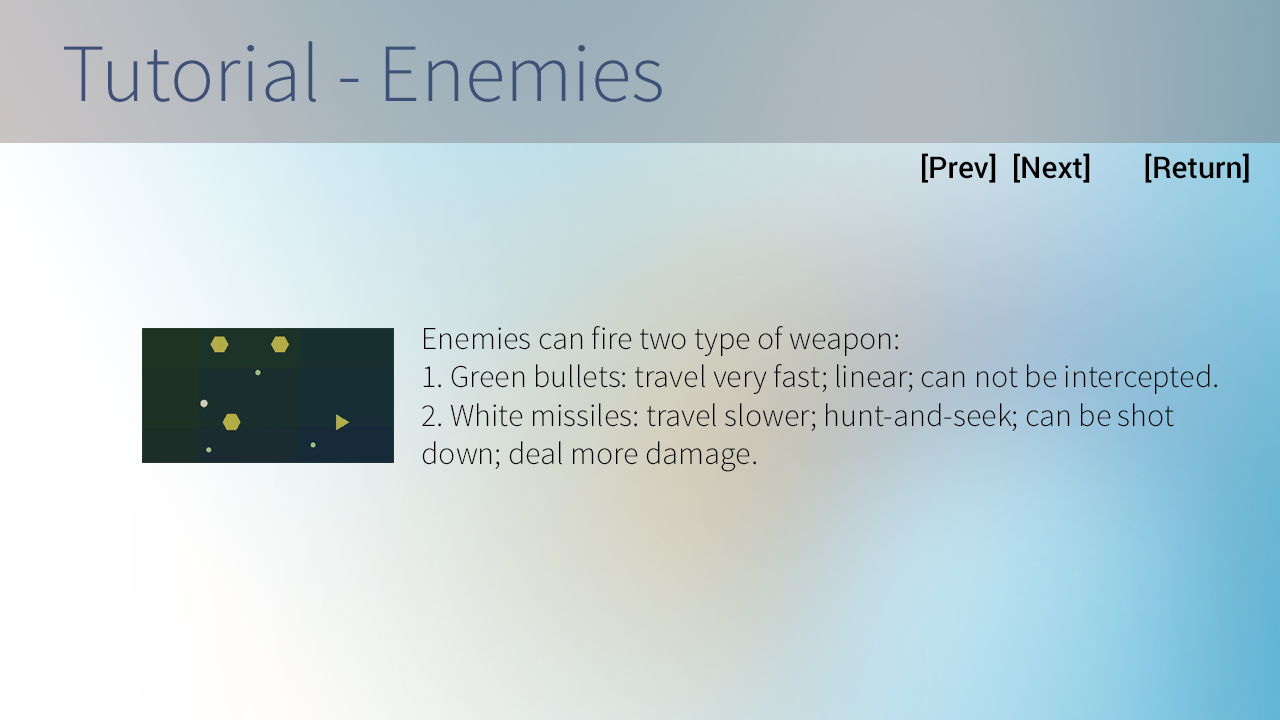 Tutorial - Enemies
[Prev] [Next] [Return]
Enemies can fire two type of weapon:
1. Green bullets: travel very fast; linear; can not be intercepted.
2. White missiles: travel slower; hunt-and-seek; can be shot
down; deal more damage.